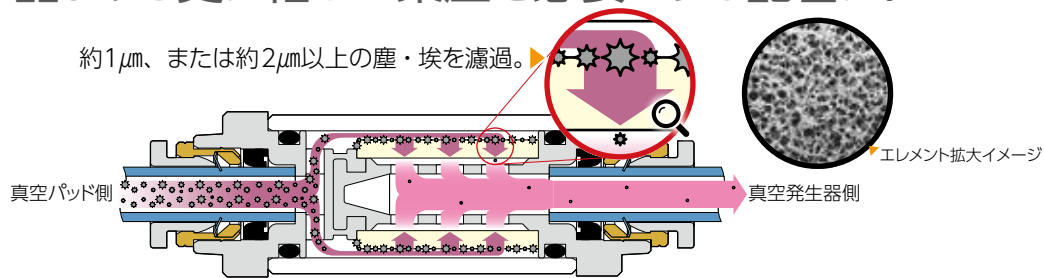 約1μm、または約2μm以上の塵・埃を濾過。
エレメント拡大イメージ
真空パッド側
真空発生器側